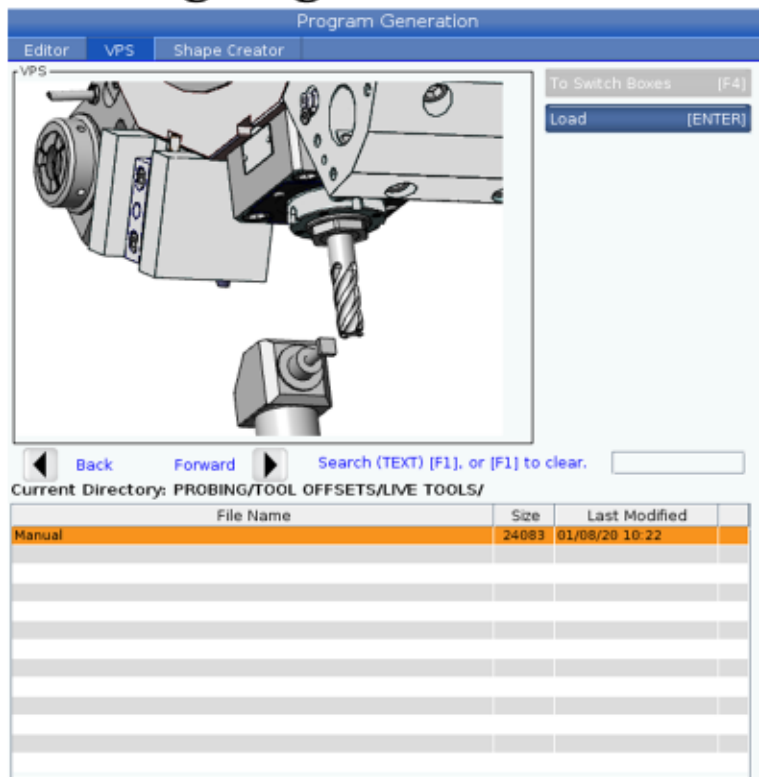 Program Generation
Editor VPS Shape Creator
VPS
To Switch Boxes [F4]
Load [ENTER]
Back Forward Search (TEXT) [F1], or [F1] to clear.
Current Directory: PROBING/TOOL OFFSETS/LIVE TOOLS/
File Name Size Last Modified
Manual 24083 01/08/20 10:22